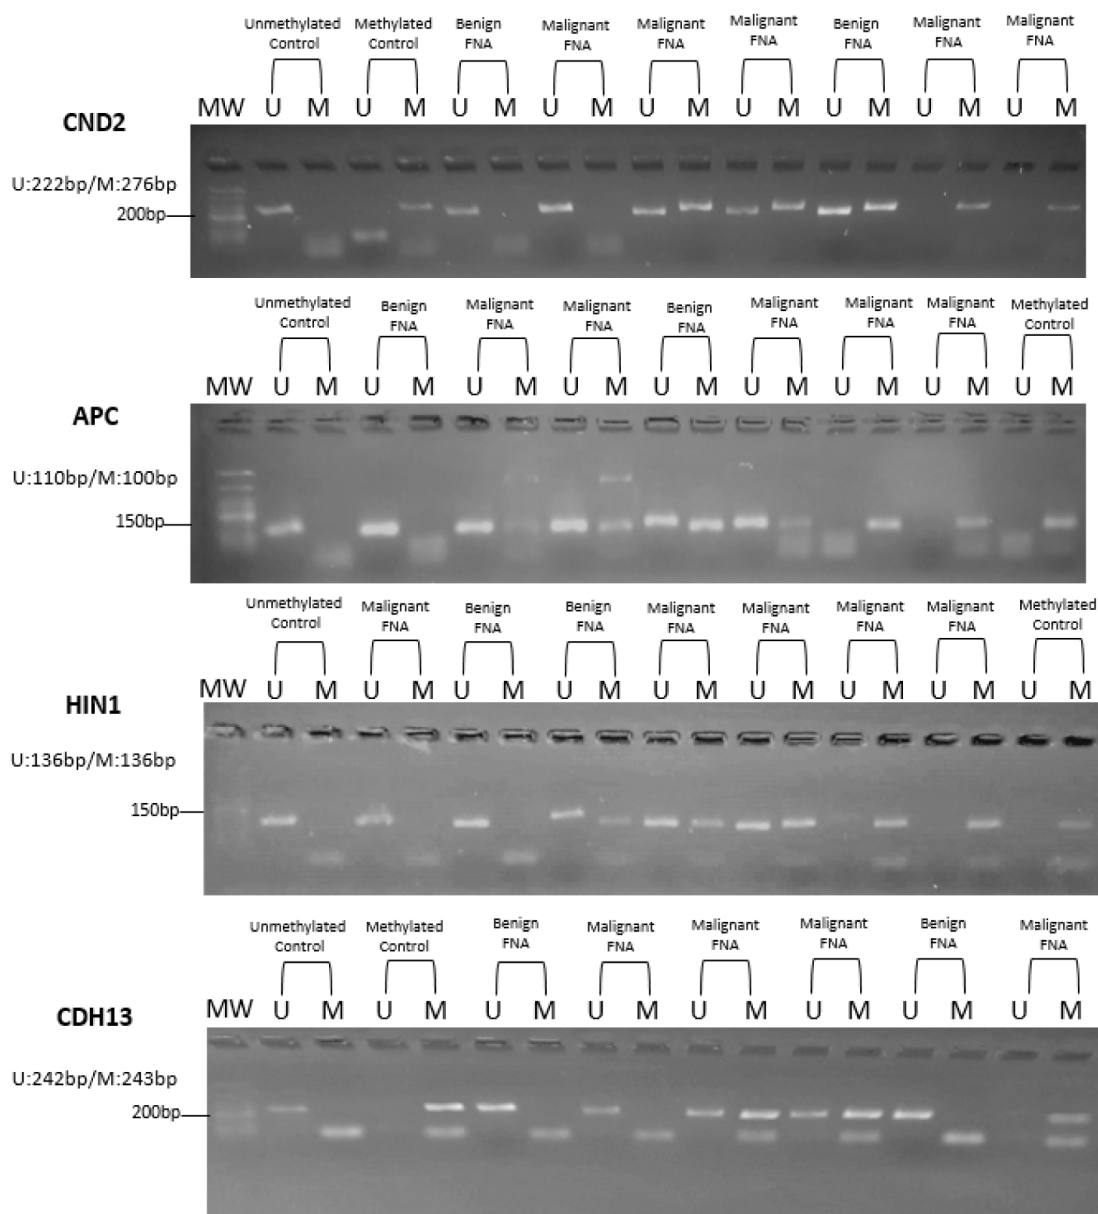 Unmethylated Methylated Benign Malignant Malignant Malignant Benign Malignant Malignant
Control Control FNA FNA FNA FNA FNA FNA FNA
MW U M U M U M U M U M U M U M U M U M
CND2
U:222bp/M:276bp
200bp
Unmethylated Benign Malignant Malignant Benign Malignant Malignant Malignant Methylated
Control FNA FNA FNA FNA FNA FNA FNA Control
MW U M U M U M U M U M U M U M U M U M
APC
U:110bp/M:100bp
150bp
Unmethylated Malignant Benign Benign Malignant Malignant Malignant Malignant Methylated
Control FNA FNA FNA FNA FNA FNA FNA Control
MW U M U M U M U M U M U M U M U M U M
HIN1
U:136bp/M:136bp
150bp
Unmethylated Methylated Benign Malignant Malignant Malignant Benign Malignant
Control Control FNA FNA FNA FNA FNA FNA
MW U M U M U M U M U M U M U M U M
CDH13
U:242bp/M:243bp
200bp